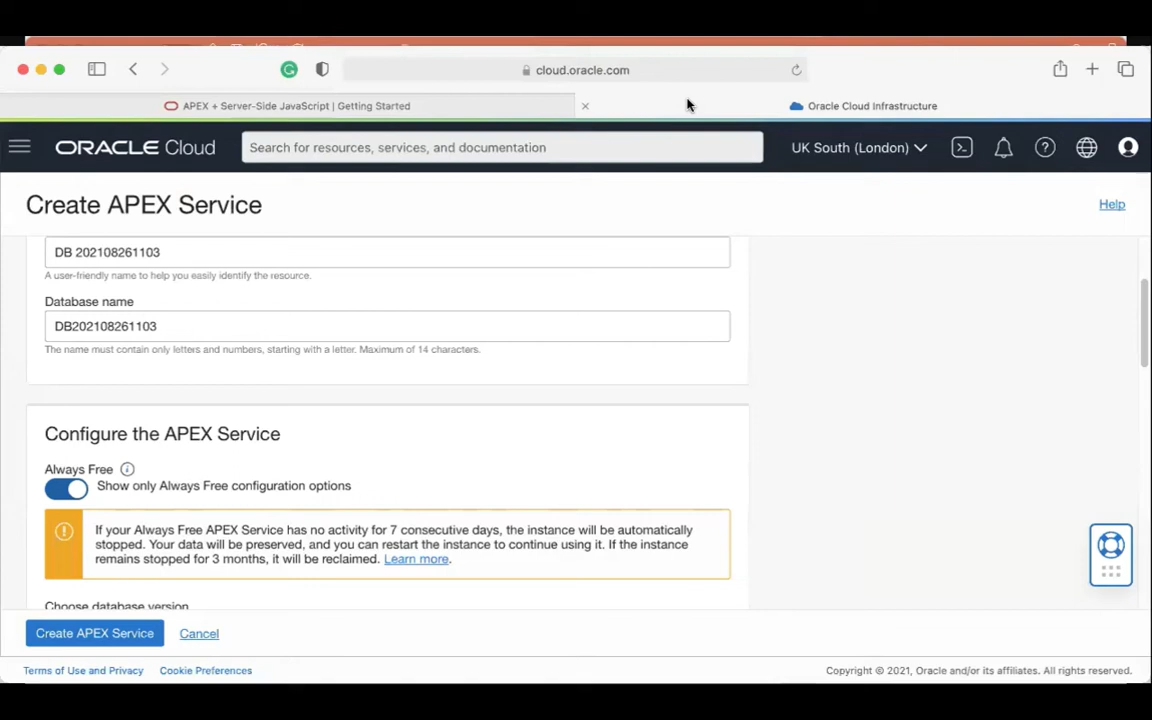 cloud.oracle.com
APEX + Server-Side JavaScript | Getting Started
Oracle Cloud Infrastructure
ORACLE Cloud
Search for resources, services, and documentation
UK South (London)
Create APEX Service
Help
DB 202108261103
A user-friendly name to help you easily identify the resource.
Database name
DB202108261103
The name must contain only letters and numbers, starting with a letter. Maximum of 14 characters.
Configure the APEX Service
Always Free
Show only Always Free configuration options
If your Always Free APEX Service has no activity for 7 consecutive days, the instance will be automatically
stopped. Your data will be preserved, and you can restart the instance to continue using it. If the instance
remains stopped for 3 months, it will be reclaimed. Learn more.
Choose database version
Create APEX Service
Cancel
Terms of Use and Privacy
Cookie Preferences
Copyright © 2021, Oracle and/or its affiliates. All rights reserved.